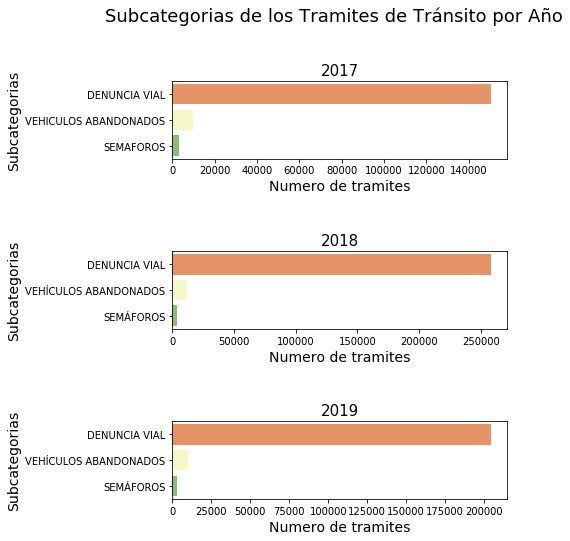 Subcategorias de los Tramites de Tránsito por Año
2017
Subcategorias
DENUNCIA VIAL
VEHICULOS ABANDONADOS
SEMAFOROS
0 20000 40000 60000 80000 100000 120000 140000
Numero de tramites
2018
Subcategorias
DENUNCIA VIAL
VEHÍCULOS ABANDONADOS
SEMÁFOROS
0 50000 100000 150000 200000 250000
Numero de tramites
2019
Subcategorias
DENUNCIA VIAL
VEHÍCULOS ABANDONADOS
SEMÁFOROS
0 25000 50000 75000 100000 125000 150000 175000 200000
Numero de tramites